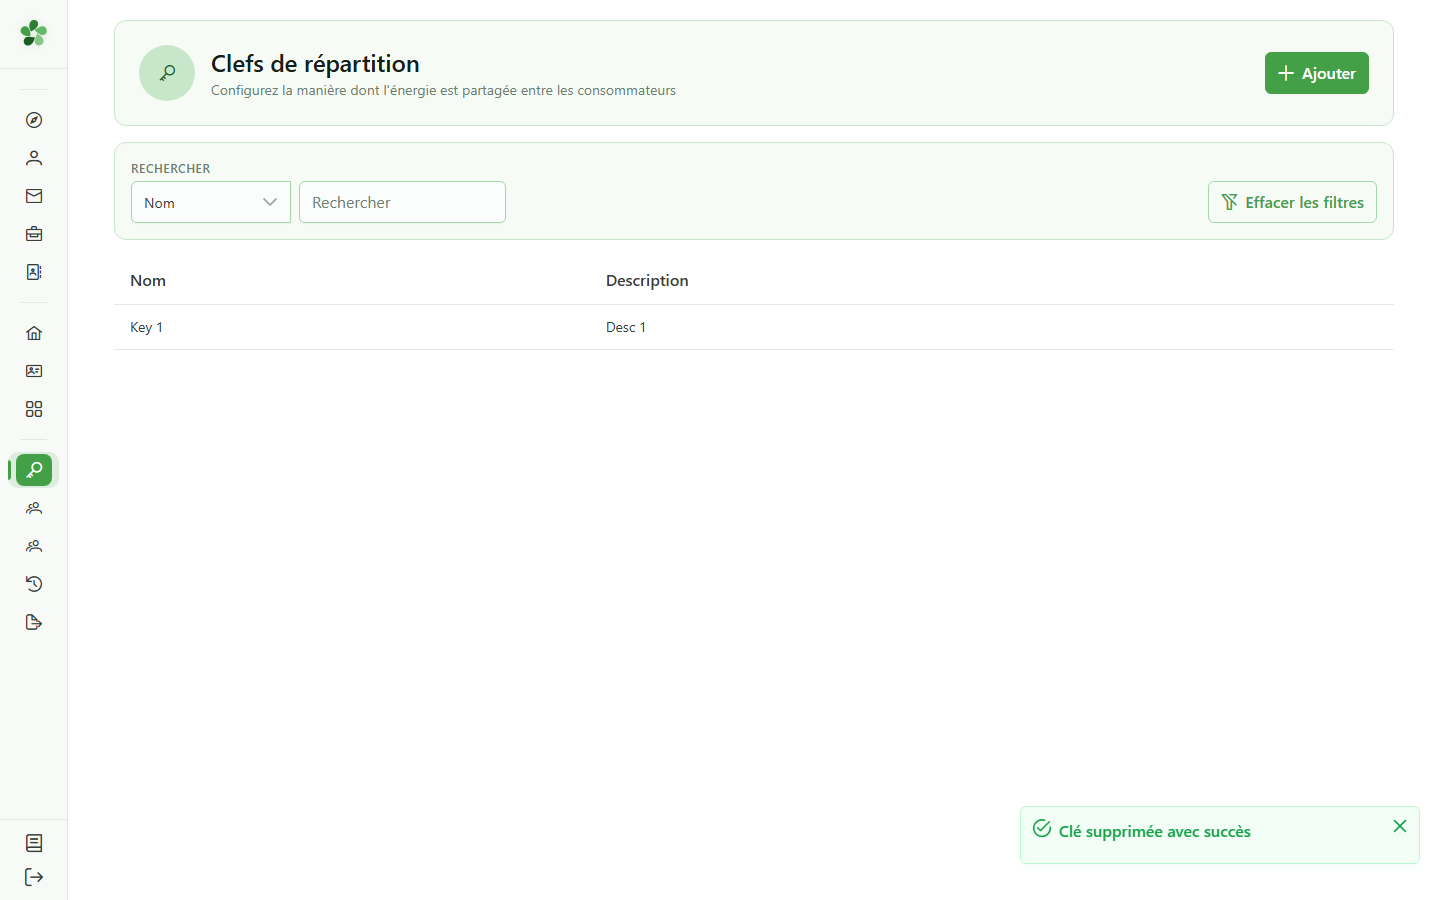 Clefs de répartition
Configurez la manière dont l'énergie est partagée entre les consommateurs
Ajouter
RECHERCHER
Nom
Rechercher
Effacer les filtres
Nom Description
Key 1 Desc 1
Clé supprimée avec succès